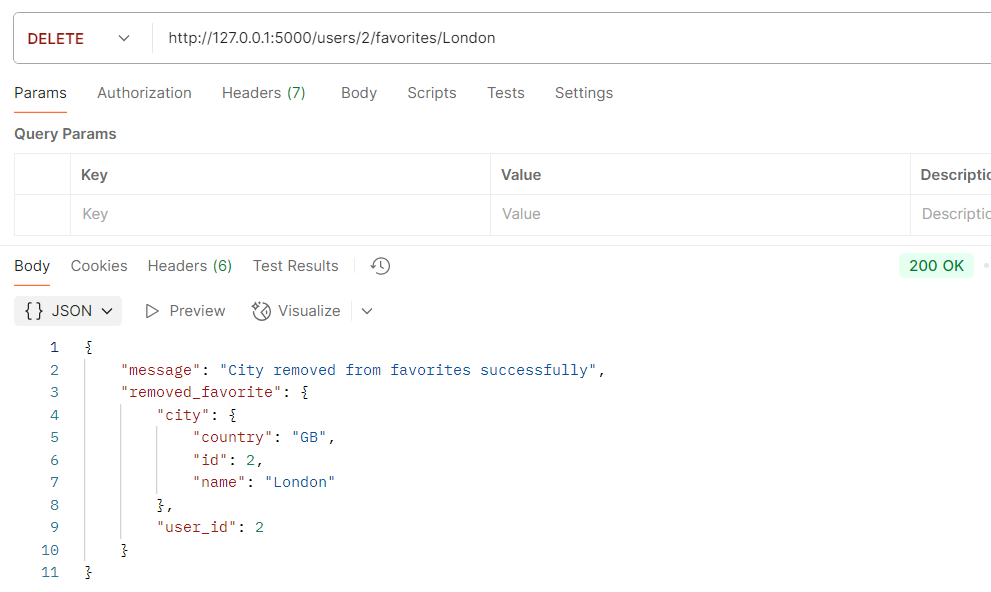 DELETE http://127.0.0.1:5000/users/2/favorites/London
Params Authorization Headers (7) Body Scripts Tests Settings
Query Params
Key Value Descriptic
Key Value Descriptic
Body Cookies Headers (6) Test Results 200 OK
{} JSON Preview Visualize
1 {
2 "message": "City removed from favorites successfully",
3 "removed_favorite": {
4 "city": {
5 "country": "GB",
6 "id": 2,
7 "name": "London"
8 },
9 "user_id": 2
10 }
11 }